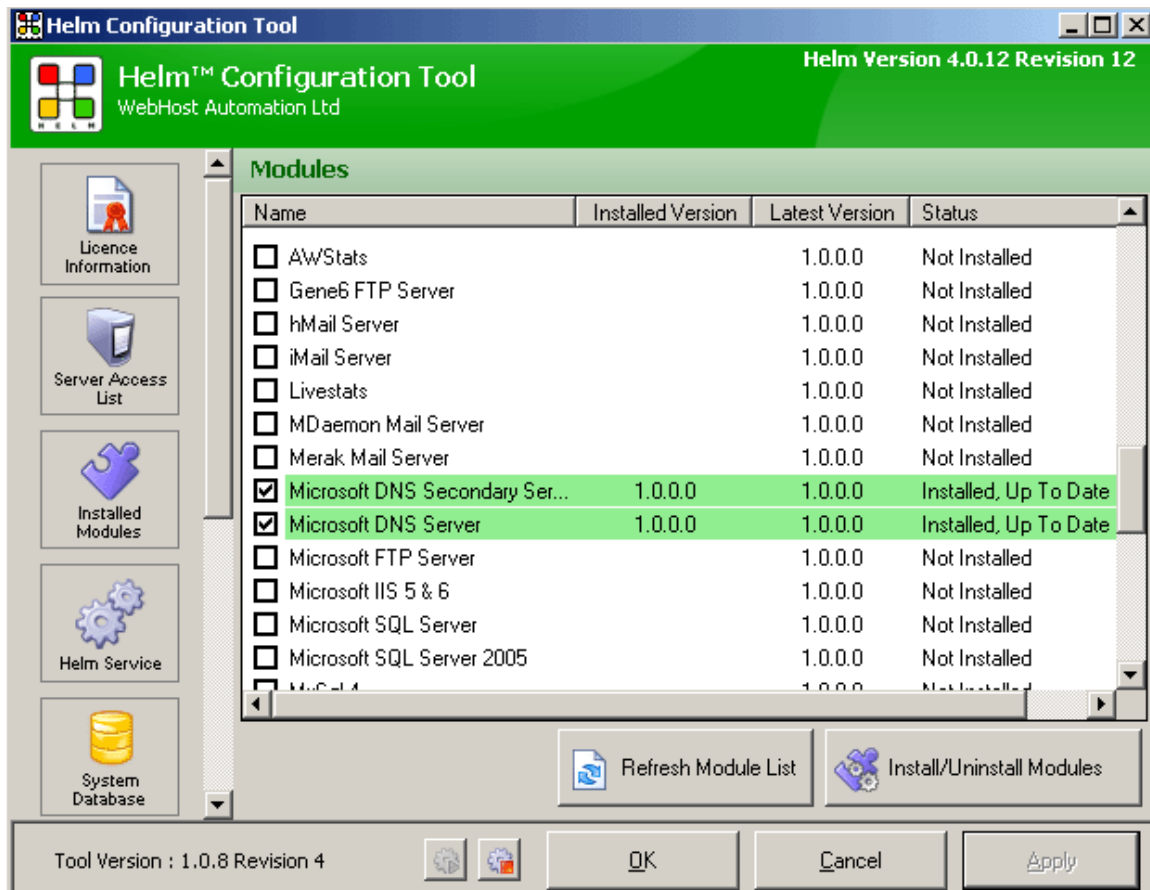 Helm Configuration Tool
Helm Version 4.0.12 Revision 12
Helm™ Configuration Tool
WebHost Automation Ltd
H E L M
Licence
Information
Server Access
List
Installed
Modules
Helm Service
System
Database
Modules
Name Installed Version Latest Version Status
AWStats 1.0.0.0 Not Installed
Gene6 FTP Server 1.0.0.0 Not Installed
hMail Server 1.0.0.0 Not Installed
iMail Server 1.0.0.0 Not Installed
Livestats 1.0.0.0 Not Installed
MDaemon Mail Server 1.0.0.0 Not Installed
Merak Mail Server 1.0.0.0 Not Installed
Microsoft DNS Secondary Ser... 1.0.0.0 1.0.0.0 Installed, Up To Date
Microsoft DNS Server 1.0.0.0 1.0.0.0 Installed, Up To Date
Microsoft FTP Server 1.0.0.0 Not Installed
Microsoft IIS 5 & 6 1.0.0.0 Not Installed
Microsoft SQL Server 1.0.0.0 Not Installed
Microsoft SQL Server 2005 1.0.0.0 Not Installed
Refresh Module List
Install/Uninstall Modules
Tool Version : 1.0.8 Revision 4
OK
Cancel
Apply